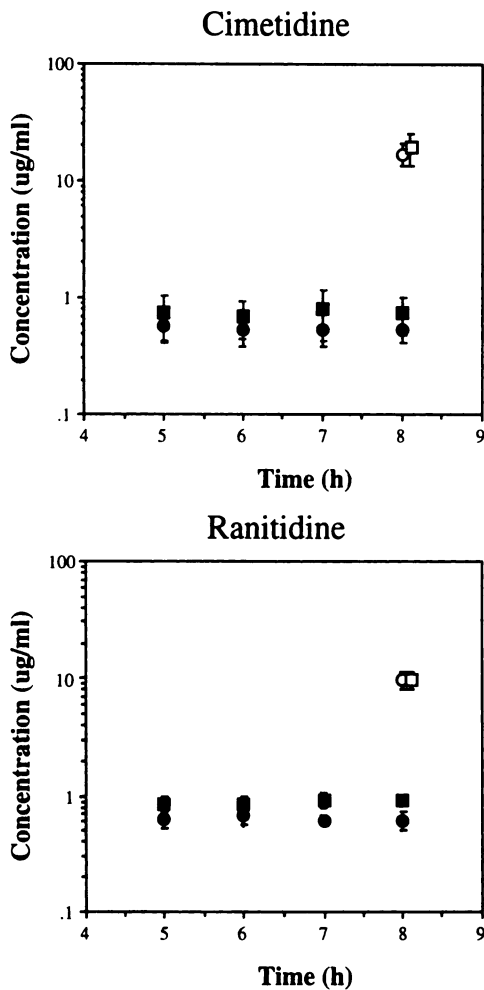 Cimetidine
Concentration (ug/ml)
100
10
1
.1
4 5 6 7 8 9
Time (h)
Ranitidine
Concentration (ug/ml)
100
10
1
.1
4 5 6 7 8 9
Time (h)